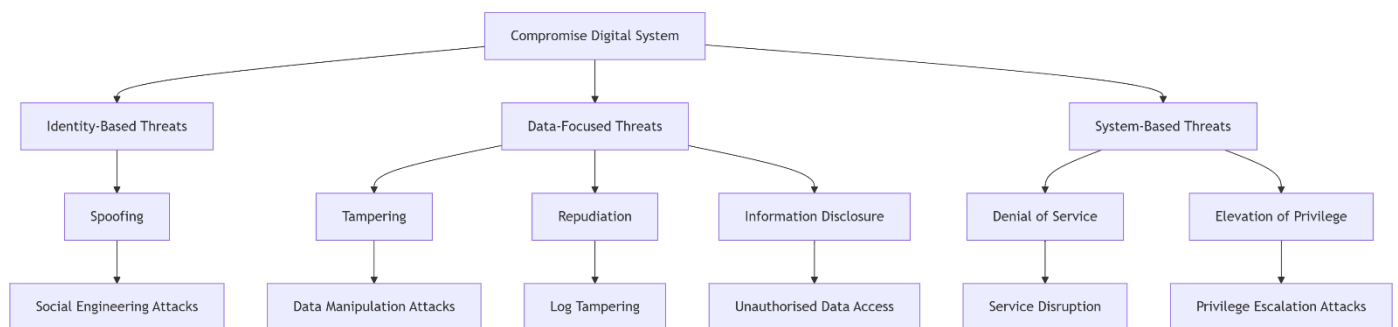 Compromise Digital System
Identity-Based Threats
Data-Focused Threats
System-Based Threats
Spoofing
Tampering
Repudiation
Information Disclosure
Denial of Service
Elevation of Privilege
Social Engineering Attacks
Data Manipulation Attacks
Log Tampering
Unauthorised Data Access
Service Disruption
Privilege Escalation Attacks